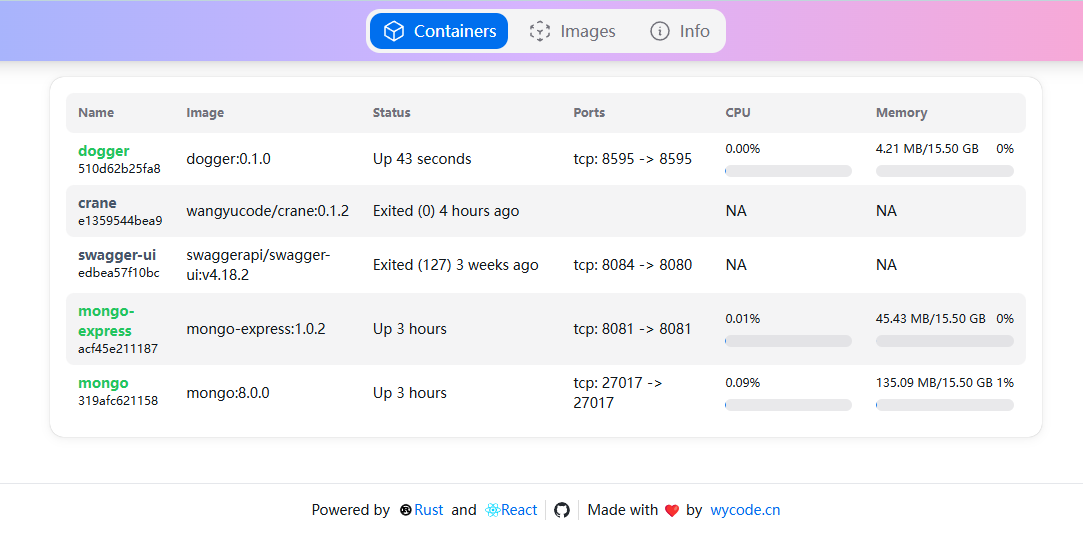 Containers Images Info
Name Image Status Ports CPU Memory
dogger
510d62b25fa8
dogger:0.1.0
Up 43 seconds
tcp: 8595 -> 8595
0.00%
4.21 MB/15.50 GB 0%
crane
e1359544bea9
wangyucode/crane:0.1.2
Exited (0) 4 hours ago
NA
NA
swagger-ui
edbea57f10bc
swaggerapi/swagger-
ui:v4.18.2
Exited (127) 3 weeks ago
tcp: 8084 -> 8080
NA
NA
mongo-
express
acf45e211187
mongo-express:1.0.2
Up 3 hours
tcp: 8081 -> 8081
0.01%
45.43 MB/15.50 GB 0%
mongo
319afc621158
mongo:8.0.0
Up 3 hours
tcp: 27017 ->
27017
0.09%
135.09 MB/15.50 GB 1%
Powered by Rust and React Made with ❤️ by wycode.cn